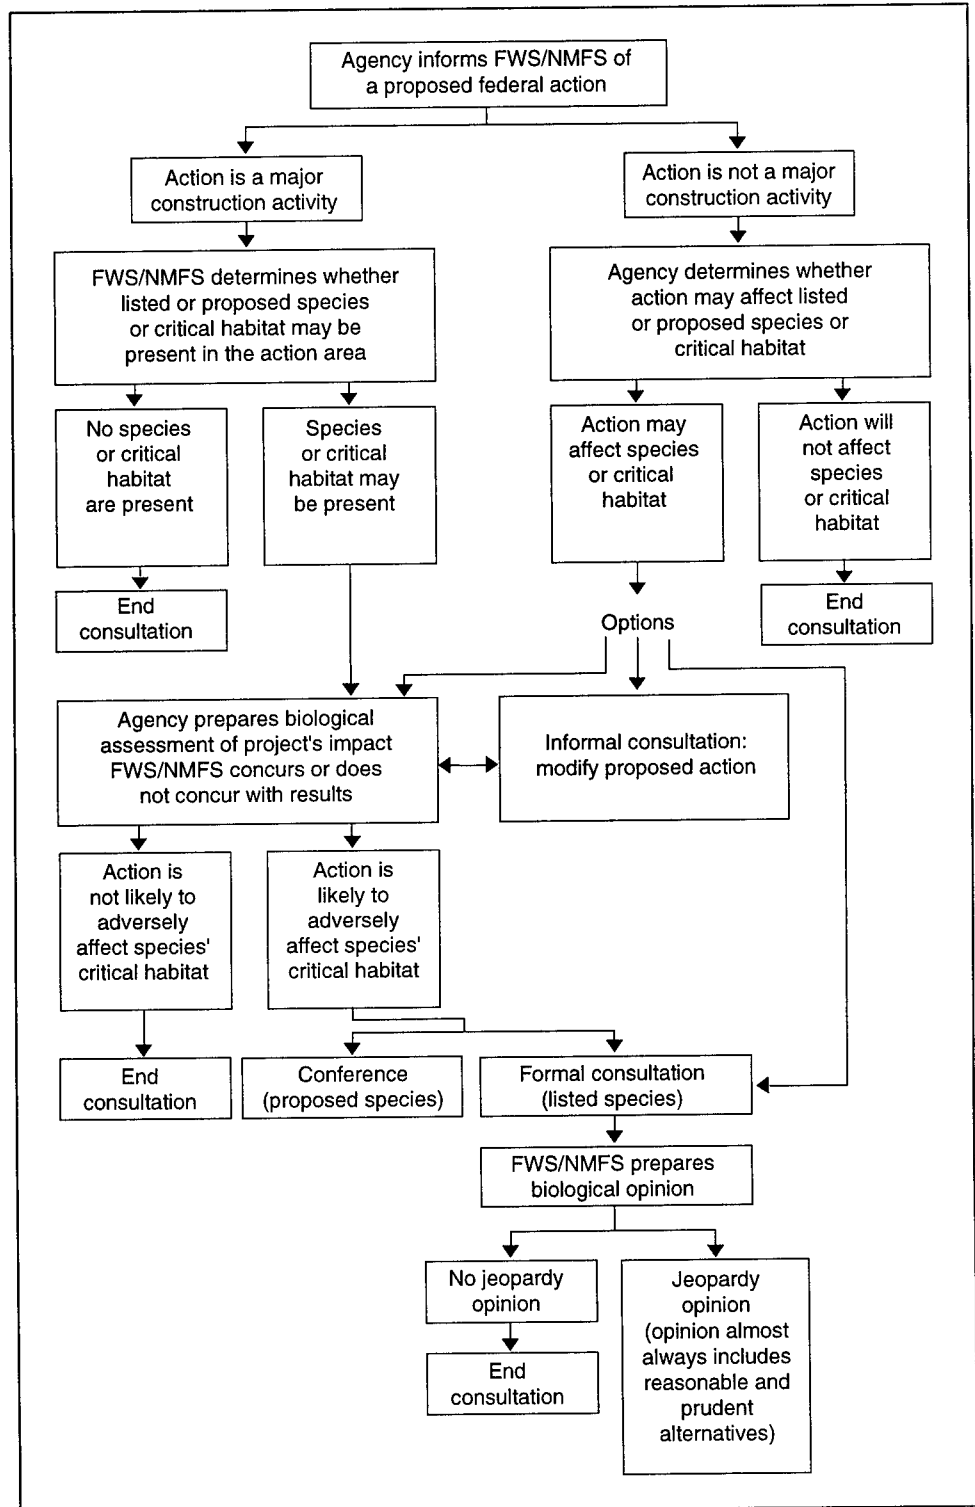 Agency informs FWS/NMFS of
a proposed federal action
Action is a major
construction activity
Action is not a major
construction activity
FWS/NMFS determines whether
listed or proposed species
or critical habitat may be
present in the action area
Agency determines whether
action may affect listed
or proposed species or
critical habitat
No species
or critical
habitat
are present
Species
or critical
habitat may
be present
Action may
affect species
or critical
habitat
Action will
not affect
species
or critical
habitat
End
consultation
Options
End
consultation
Agency prepares biological
assessment of project's impact
FWS/NMFS concurs or does
not concur with results
Informal consultation:
modify proposed action
Action is
not likely to
adversely
affect species'
critical habitat
Action is
likely to
adversely
affect species'
critical habitat
End
consultation
Conference
(proposed species)
Formal consultation
(listed species)
FWS/NMFS prepares
biological opinion
No jeopardy
opinion
Jeopardy
opinion
(opinion almost
always includes
reasonable and
prudent
alternatives)
End
consultation